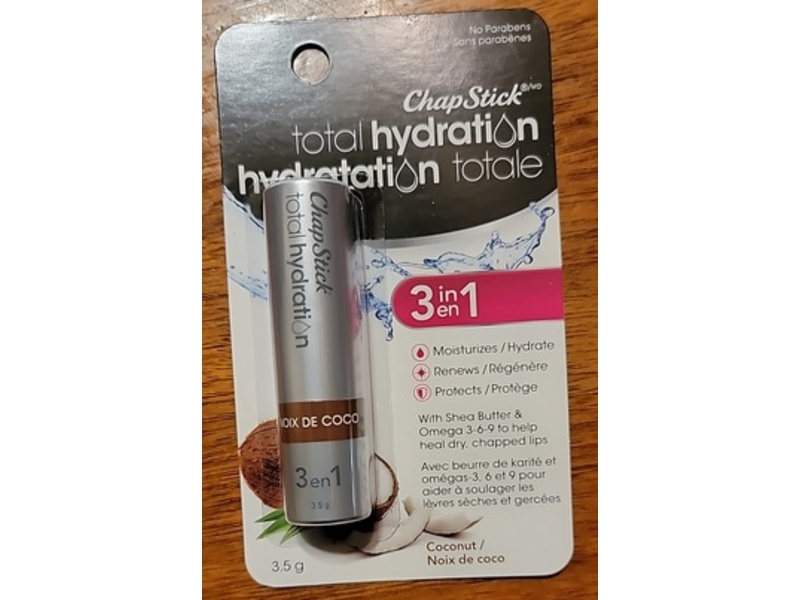 No Parabens
Sans parabènes
ChapStick®/MD
total hydration
hydratation totale
ChapStick
total hydration
NOIX DE COCO
3 en 1
3.5 g
3 in/en 1
Moisturizes / Hydrate
Renews / Régénère
Protects / Protège
With Shea Butter &
Omega 3-6-9 to help
heal dry, chapped lips
Avec beurre de karité et
omégas-3, 6 et 9 pour
aider à soulager les
lèvres sèches et gercées
Coconut /
Noix de coco
3.5 g